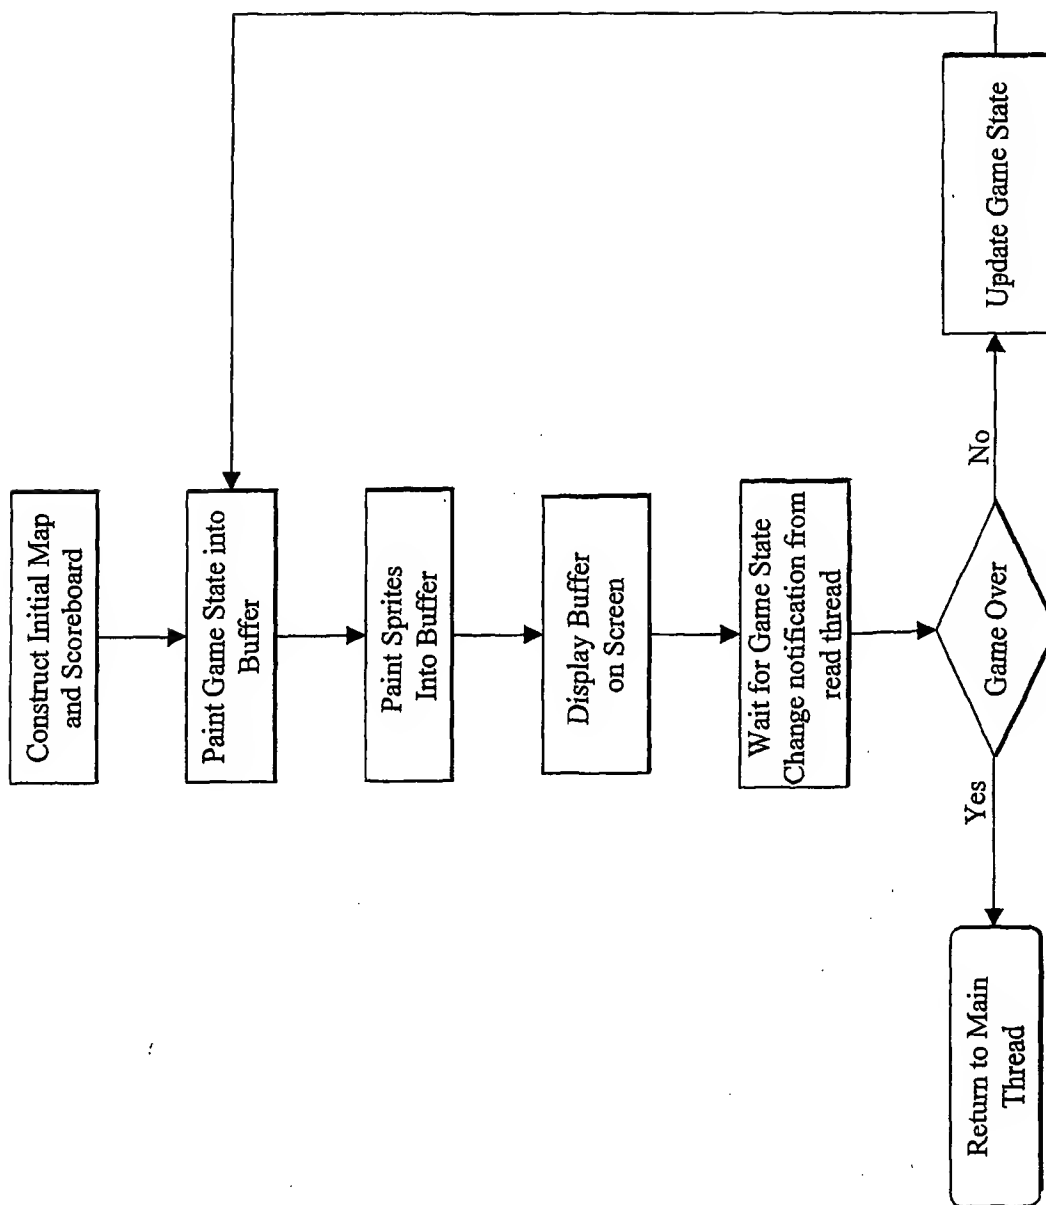 Construct Initial Map
and Scoreboard
Paint Game State into
Buffer
Paint Sprites
Into Buffer
Display Buffer
on Screen
Wait for Game State
Change notification from
read thread
Game Over
Yes
No
Return to Main
Thread
Update Game State